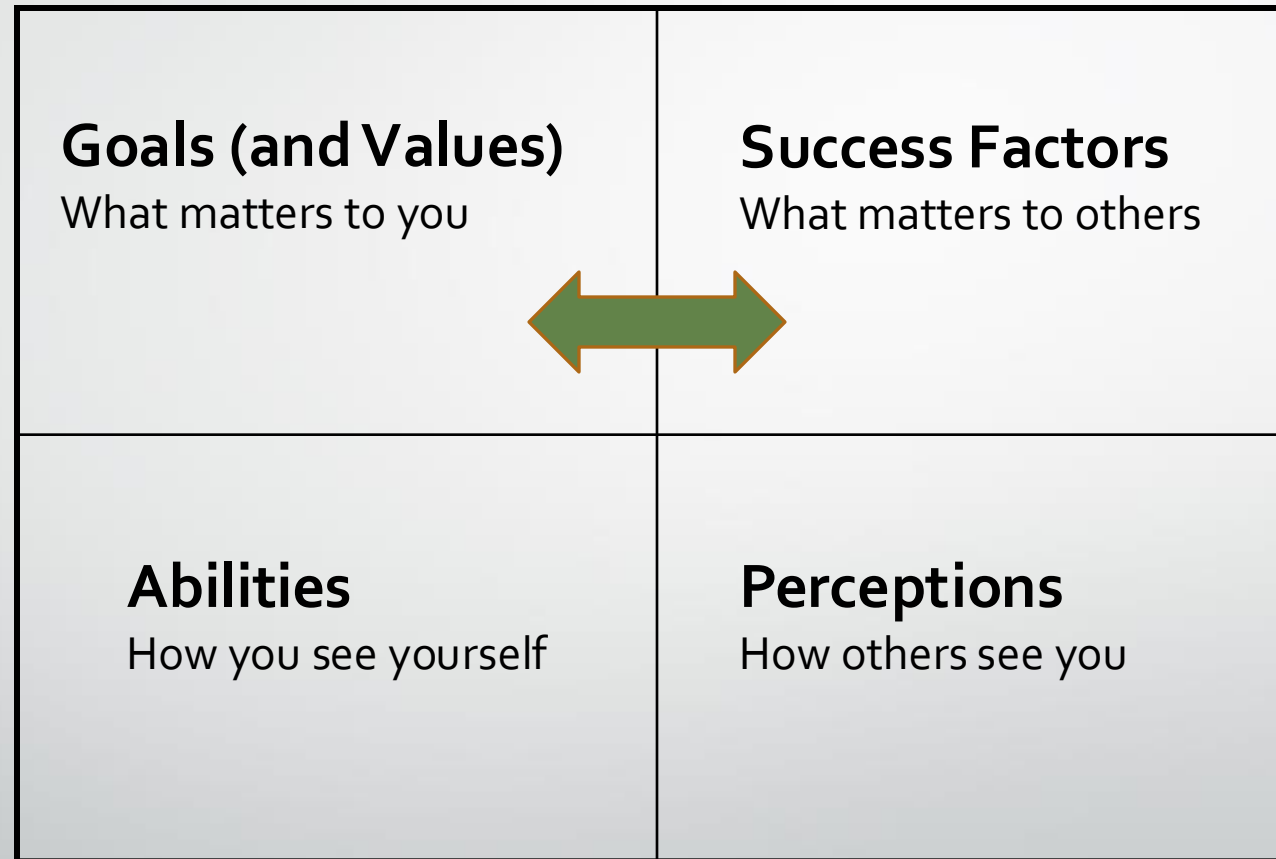 Goals (and Values)
What matters to you
Success Factors
What matters to others
Abilities
How you see yourself
Perceptions
How others see you